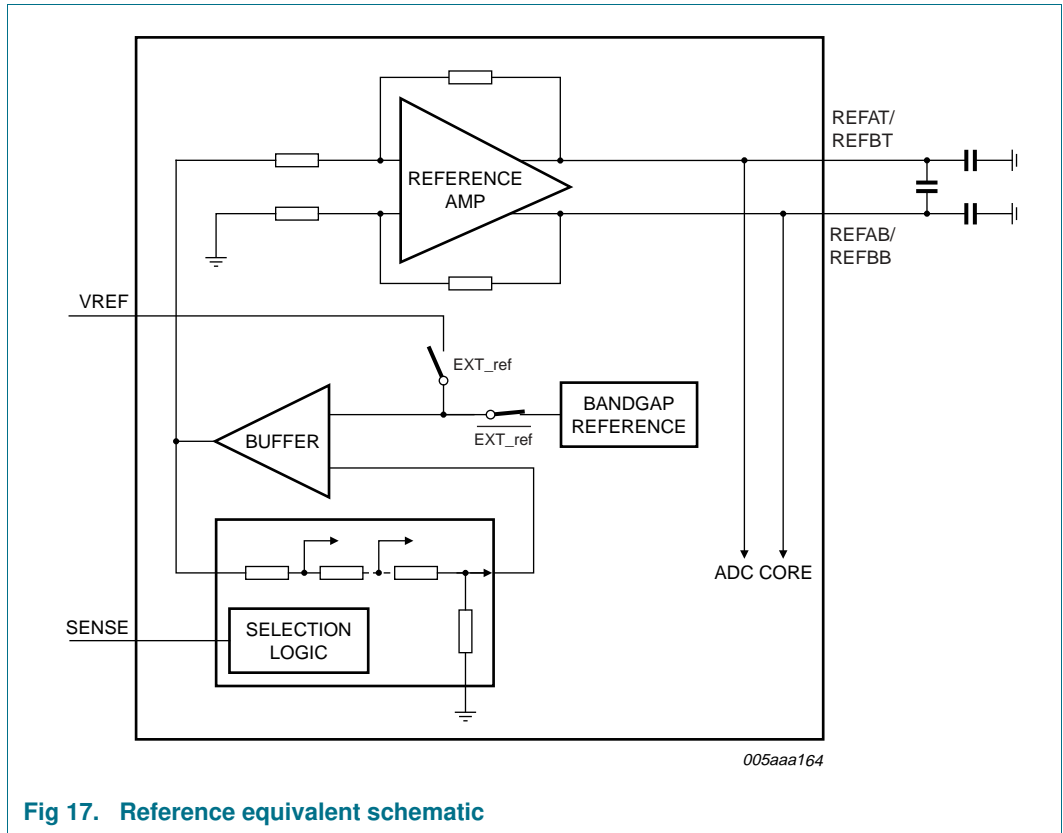 REFAT/
REFBT
REFERENCE
AMP
REFAB/
REFBB
VREF
EXT_ref
BANDGAP
REFERENCE
EXT_ref
BUFFER
ADC CORE
SENSE
SELECTION
LOGIC
005aaa164
Fig 17. Reference equivalent schematic